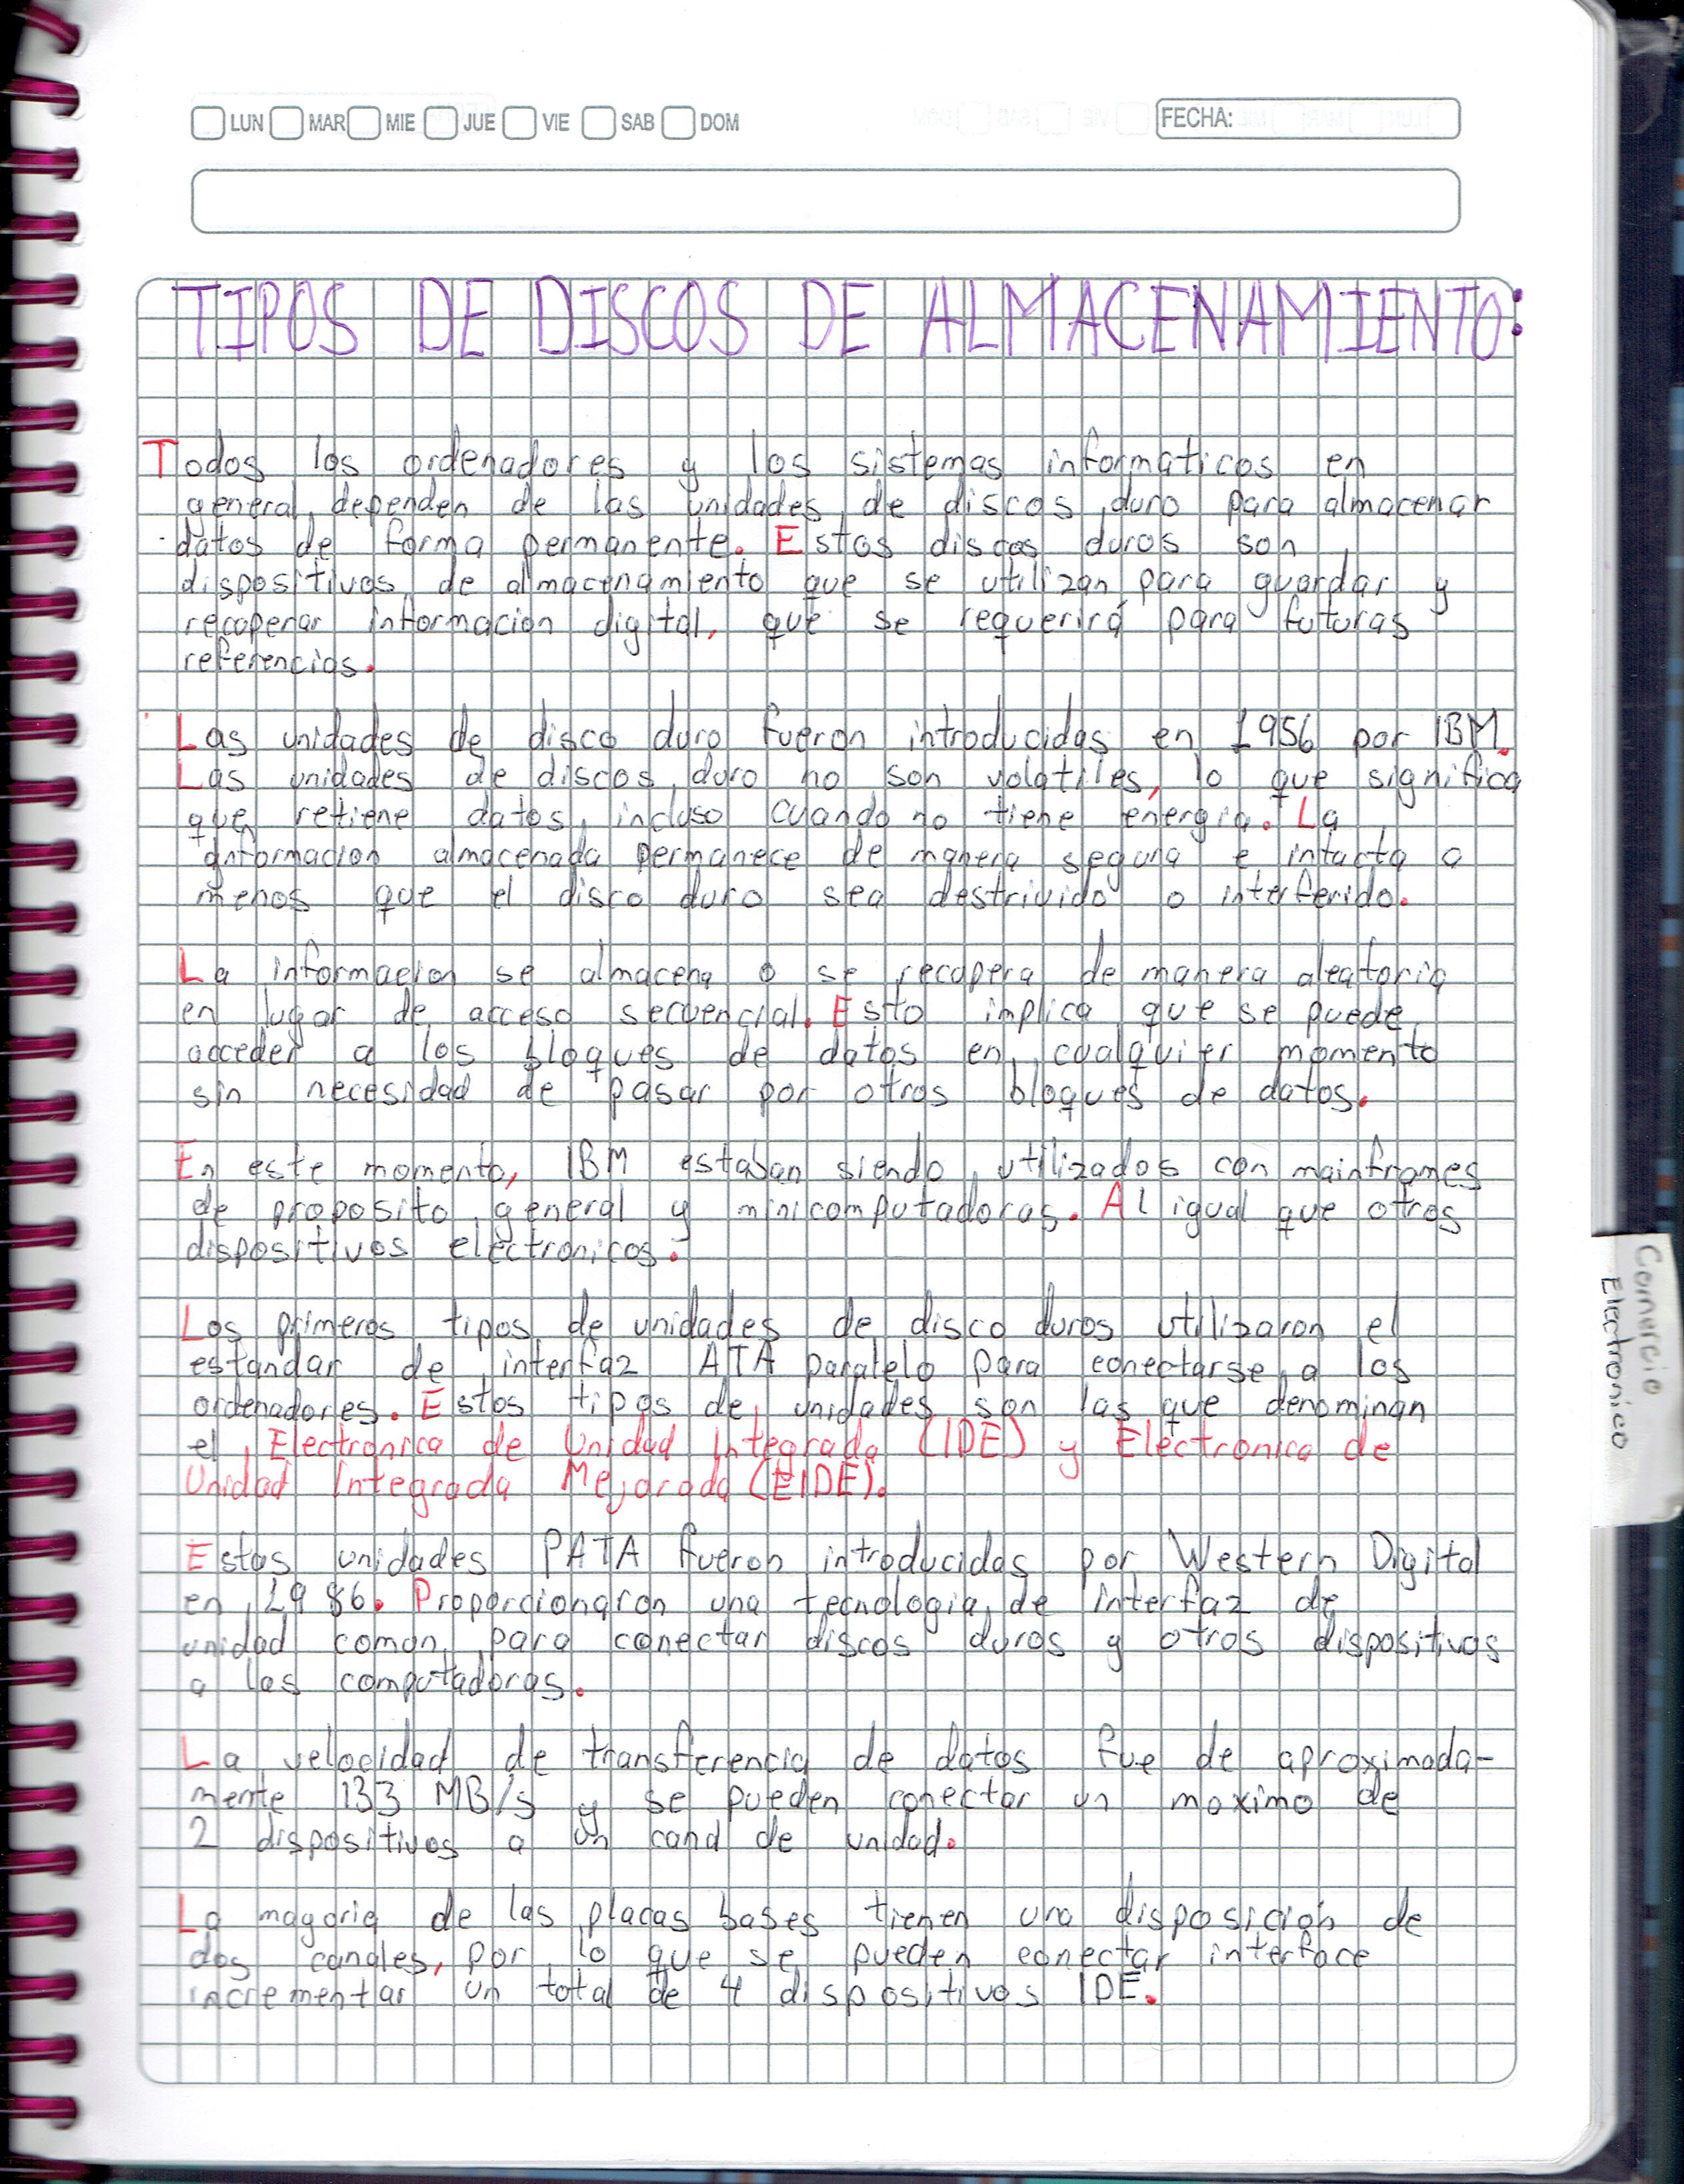 LUN MAR MIE JUE VIE SAB DOM FECHA:
TIPOS DE DISCOS DE ALMACENAMIENTO:
Todos los ordenadores y los sistemas informáticos en
general dependen de las unidades de discos duro para almacenar
datos de forma permanente. Estos discos duros son
dispositivos de almacenamiento que se utilizan para guardar y
recoperar informacion digital, que se requerirá para futuras
referencias.
Las unidades de disco duro fueron introducidas en 1956 por IBM.
Las unidades de discos duro no son volatiles, lo que significa
que retiene datos incluso cuando no tiene energia. La
informacion almacenada permanece de manera segura e intacta a
menos que el disco duro sea destriuido o interferido.
La informacion se almacena o se recupera de manera aleatoria
en lugar de acceso secuencial. Esto implica que se puede
acceder a los bloques de datos en cualquier momento
sin necesidad de pasar por otros bloques de datos.
En este momento, IBM estaban siendo utilizados con mainframes
de proposito general y minicomputadoras. Al igual que otros
dispositivos electronicos.
Los primeros tipos de unidades de disco duros utilizaron el
estandar de interfaz ATA paralelo para conectarse a los
ordenadores. Estos tipos de unidades son las que denominan
el Electronica de Unidad Integrada (IDE) y Electronica de
Unidad Integrada Mejorada (EIDE).
Estas unidades PATA fueron introducidas por Western Digital
en 1986. Proporcionaron una tecnologia de interfaz de
unidad comun para conectar discos duros y otros dispositivos
a las computadoras.
La velocidad de transferencia de datos fue de aproximada-
mente 133 MB/s y se pueden conectar un maximo de
2 dispositivos a un canal de unidad.
La mayoria de las placas bases tienen una disposición de
dos canales, por lo que se pueden conectar interface
incrementar un total de 4 dispositivos IDE.
Comercio
Electronico